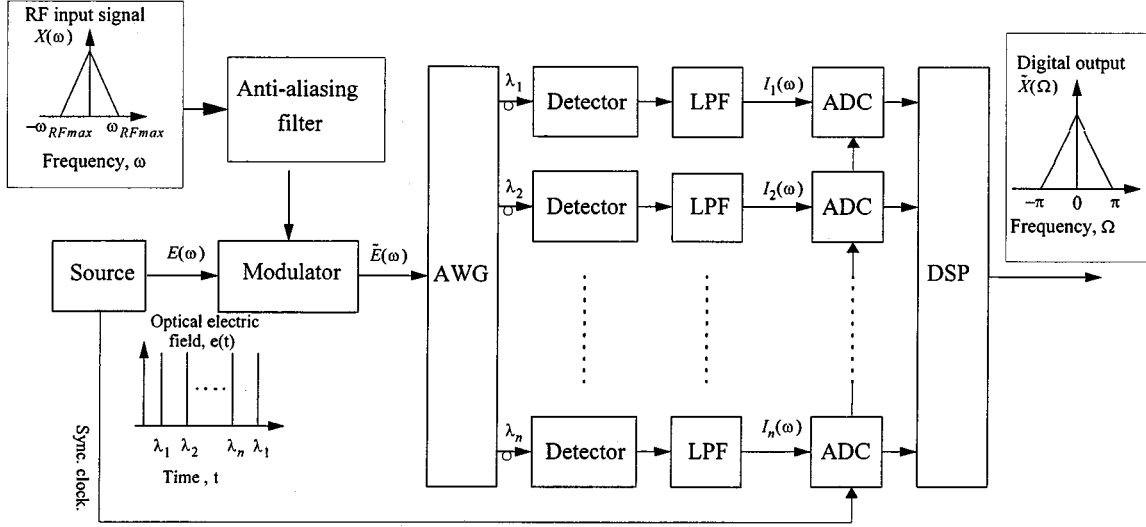 RF input signal
X(ω)
−ω_RFmax ω_RFmax
Frequency, ω
Anti-aliasing
filter
Source
E(ω)
Modulator
Ẽ(ω)
Optical electric
field, e(t)
λ₁ λ₂ λₙ λ₁
Time , t
Sync. clock.
AWG
λ₁
Detector
LPF
I₁(ω)
ADC
λ₂
Detector
LPF
I₂(ω)
ADC
λₙ
Detector
LPF
Iₙ(ω)
ADC
DSP
Digital output
X̃(Ω)
−π 0 π
Frequency, Ω